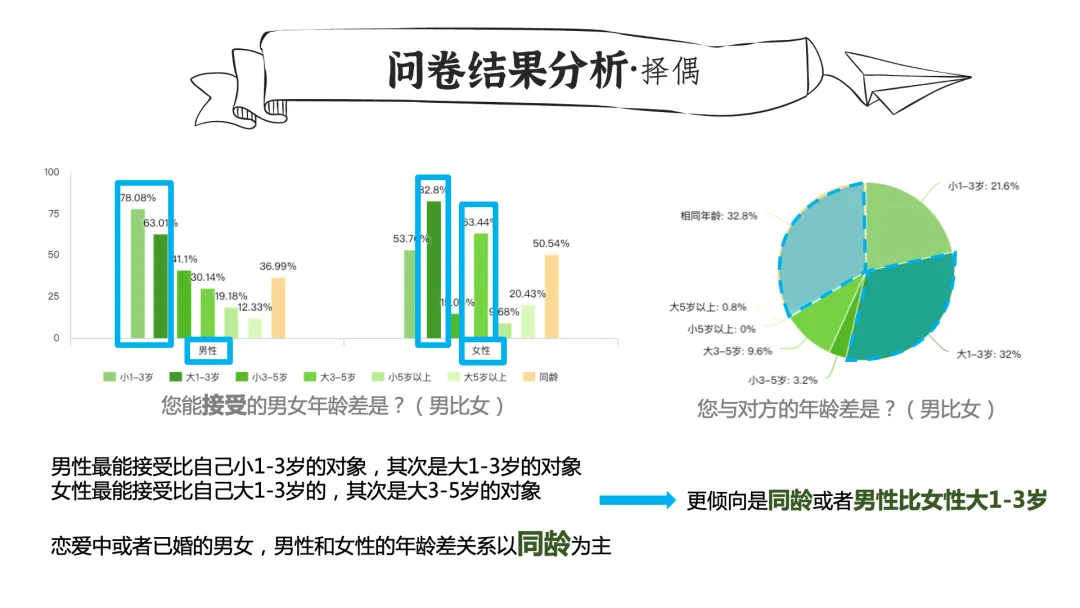 问卷结果分析·择偶
100
75
50
25
0
78.08%
63.01%
41.1%
30.14%
19.18%
12.33%
36.99%
53.76%
82.8%
63.44%
9.68%
20.43%
50.54%
男性
女性
小1-3岁 大1-3岁 小3-5岁 大3-5岁 小5岁以上 大5岁以上 同龄
您能接受的男女年龄差是？（男比女）
小1-3岁: 21.6%
相同年龄: 32.8%
大5岁以上: 0.8%
小5岁以上: 0%
大3-5岁: 9.6%
小3-5岁: 3.2%
大1-3岁: 32%
您与对方的年龄差是？（男比女）
男性最能接受比自己小1-3岁的对象，其次是大1-3岁的对象
女性最能接受比自己大1-3岁的，其次是大3-5岁的对象
更倾向是同龄或者男性比女性大1-3岁
恋爱中或者已婚的男女，男性和女性的年龄差关系以同龄为主